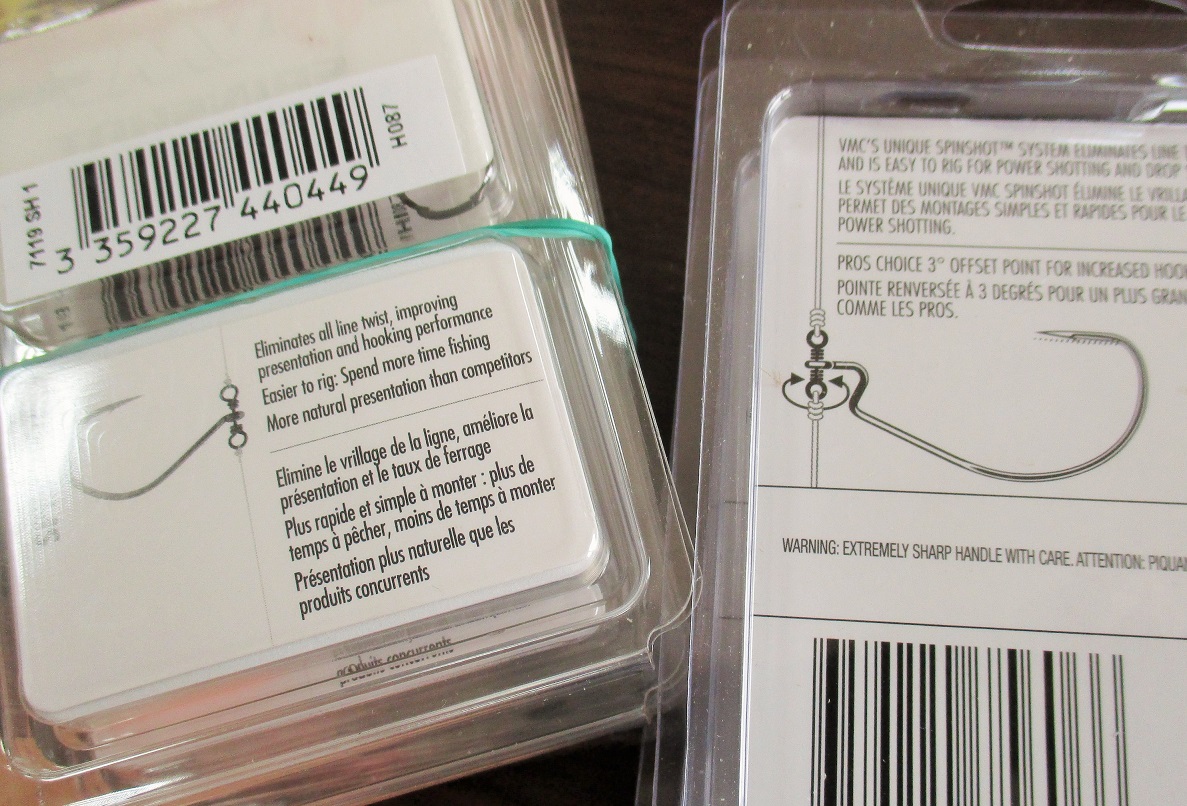 7119 SH 1
H087
3 359227 440449
Eliminates all line twist, improving
presentation and hooking performance
Easier to rig: Spend more time fishing
More natural presentation than competitors
Elimine le vrillage de la ligne, améliore la
présentation et le taux de ferrage
Plus rapide et simple à monter : plus de
temps à pêcher, moins de temps à monter
Présentation plus naturelle que les
produits concurrents
produits concurrents
VMC'S UNIQUE SPINSHOT™ SYSTEM ELIMINATES LINE
AND IS EASY TO RIG FOR POWER SHOTTING AND DROP
LE SYSTÈME UNIQUE VMC SPINSHOT ÉLIMINE LE VRILLA
PERMET DES MONTAGES SIMPLES ET RAPIDES POUR LE
POWER SHOTTING.
PROS CHOICE 3° OFFSET POINT FOR INCREASED HOO
POINTE RENVERSÉE À 3 DEGRÉS POUR UN PLUS GRAN
COMME LES PROS.
WARNING: EXTREMELY SHARP HANDLE WITH CARE. ATTENTION: PIQUAN